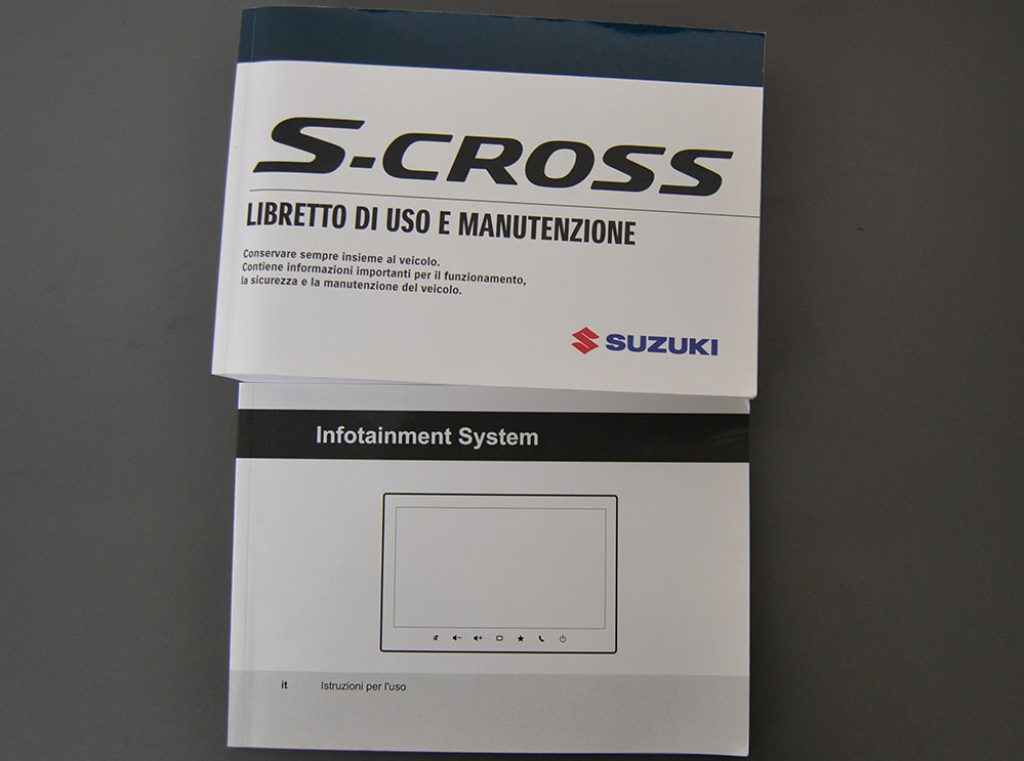 S-CROSS
LIBRETTO DI USO E MANUTENZIONE
Conservare sempre insieme al veicolo.
Contiene informazioni importanti per il funzionamento,
la sicurezza e la manutenzione del veicolo.
SUZUKI
Infotainment System
it Istruzioni per l'uso